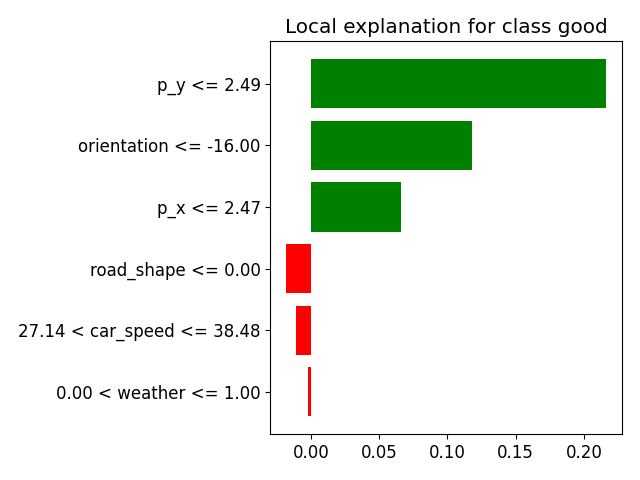 Local explanation for class good
p_y <= 2.49
orientation <= -16.00
p_x <= 2.47
road_shape <= 0.00
27.14 < car_speed <= 38.48
0.00 < weather <= 1.00
0.00 0.05 0.10 0.15 0.20